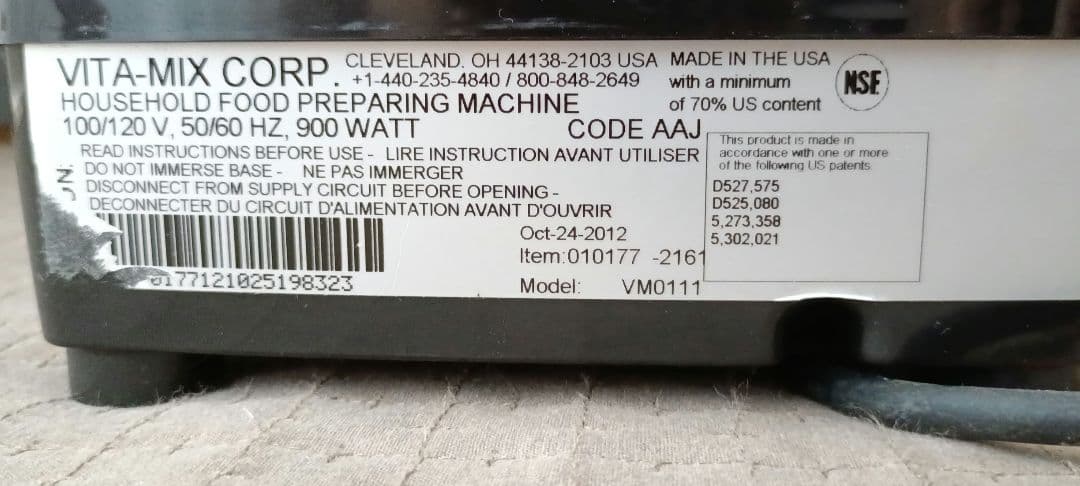 VITA-MIX CORP.
CLEVELAND. OH 44138-2103 USA
+1-440-235-4840 / 800-848-2649
MADE IN THE USA
with a minimum
of 70% US content
NSF
HOUSEHOLD FOOD PREPARING MACHINE
100/120 V, 50/60 HZ, 900 WATT
CODE AAJ
READ INSTRUCTIONS BEFORE USE - LIRE INSTRUCTION AVANT UTILISER
DO NOT IMMERSE BASE - NE PAS IMMERGER
DISCONNECT FROM SUPPLY CIRCUIT BEFORE OPENING -
DECONNECTER DU CIRCUIT D'ALIMENTATION AVANT D'OUVRIR
This product is made in
accordance with one or more
of the following US patents.
D527,575
D525,080
5,273,358
5,302,021
Oct-24-2012
Item:010177 -2161
Model: VM0111
0177121025198323